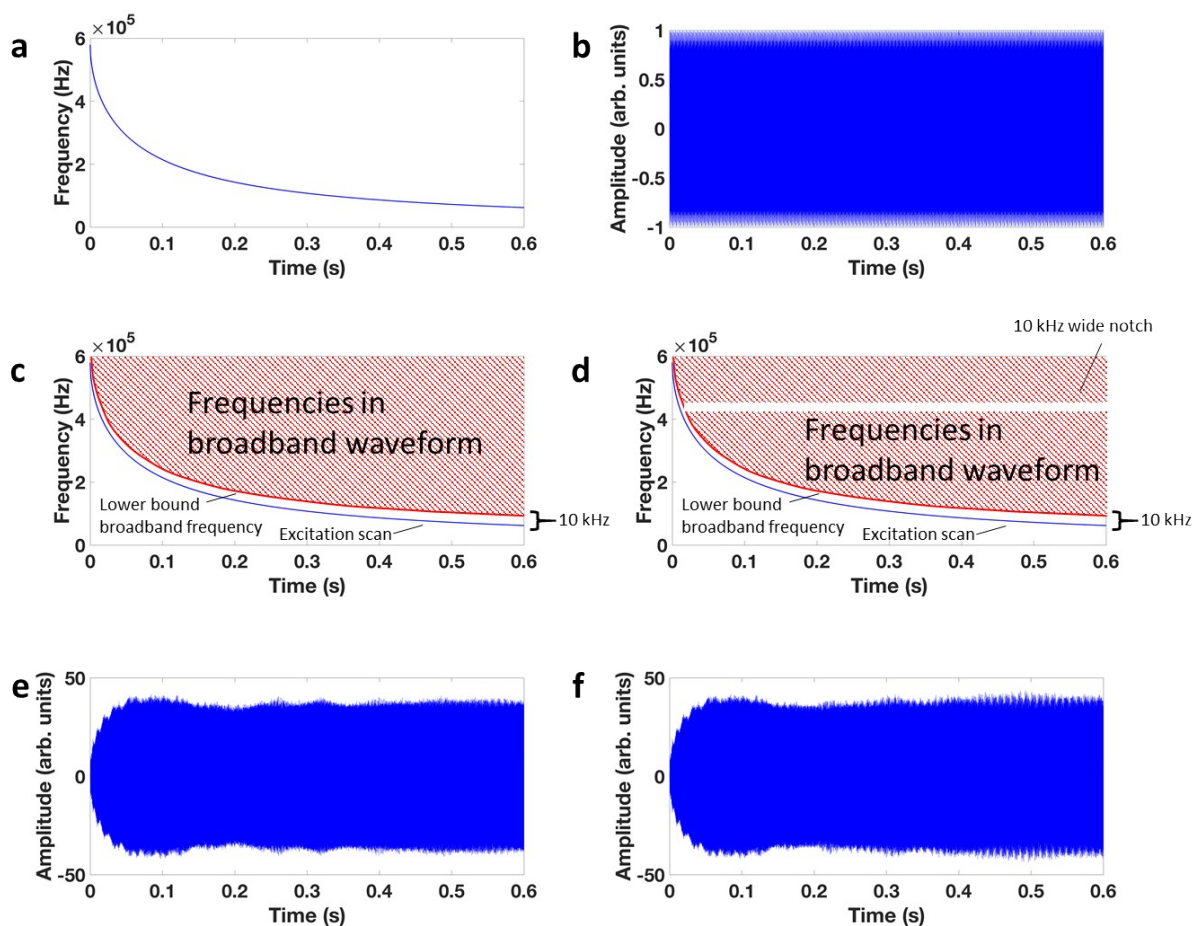 a
6
× 10⁵
4
2
0
Frequency (Hz)
0 0.1 0.2 0.3 0.4 0.5 0.6
Time (s)
b
1
0.5
0
-0.5
-1
Amplitude (arb. units)
0 0.1 0.2 0.3 0.4 0.5 0.6
Time (s)
c
6
× 10⁵
4
2
0
Frequency (Hz)
Frequencies in
broadband waveform
Lower bound
broadband frequency
Excitation scan
10 kHz
0 0.1 0.2 0.3 0.4 0.5 0.6
Time (s)
10 kHz wide notch
d
6
× 10⁵
4
2
0
Frequency (Hz)
Frequencies in
broadband waveform
Lower bound
broadband frequency
Excitation scan
10 kHz
0 0.1 0.2 0.3 0.4 0.5 0.6
Time (s)
e
50
0
-50
Amplitude (arb. units)
0 0.1 0.2 0.3 0.4 0.5 0.6
Time (s)
f
50
0
-50
Amplitude (arb. units)
0 0.1 0.2 0.3 0.4 0.5 0.6
Time (s)